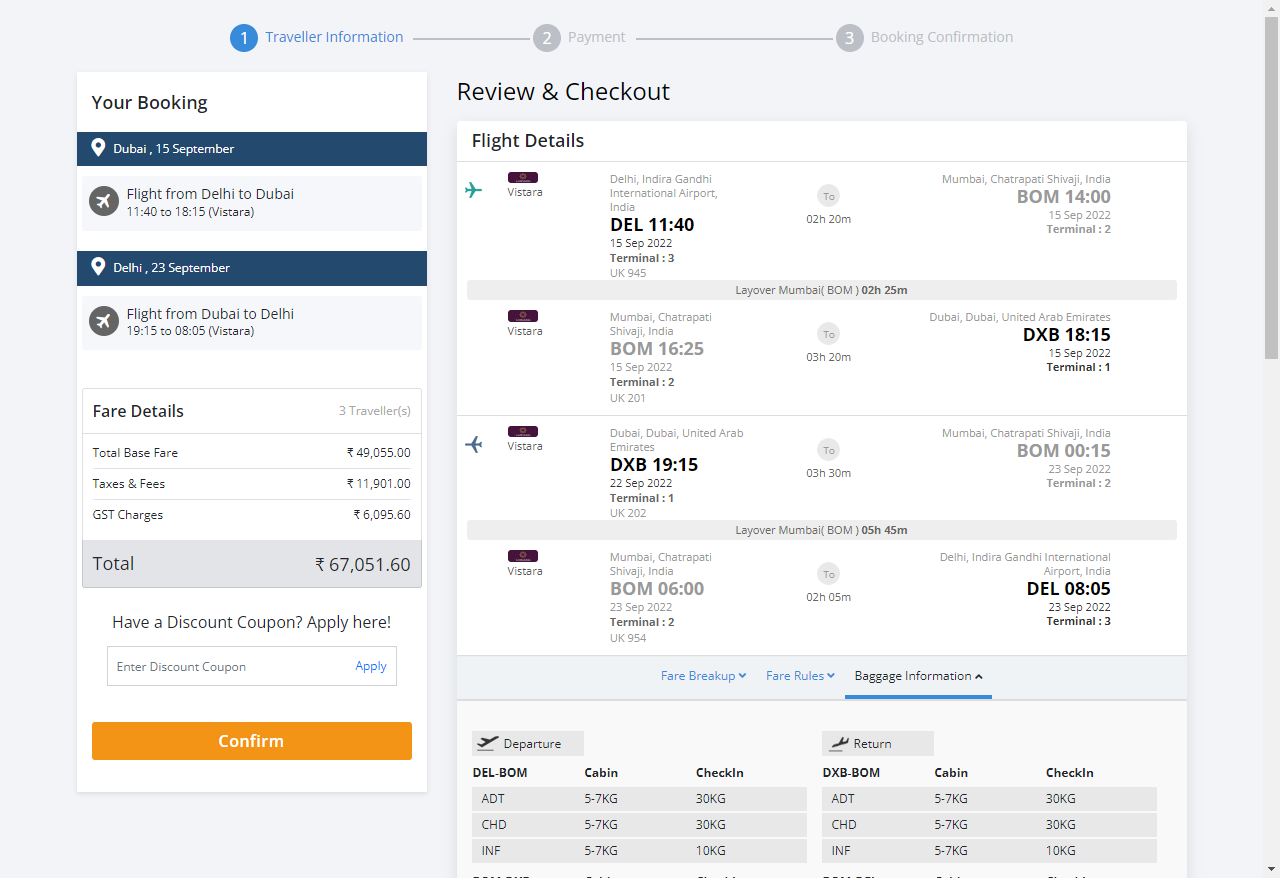 1 Traveller Information
2 Payment
3 Booking Confirmation
Your Booking
Dubai , 15 September
Flight from Delhi to Dubai
11:40 to 18:15 (Vistara)
Delhi , 23 September
Flight from Dubai to Delhi
19:15 to 08:05 (Vistara)
Fare Details 3 Traveller(s)
Total Base Fare ₹ 49,055.00
Taxes & Fees ₹ 11,901.00
GST Charges ₹ 6,095.60
Total ₹ 67,051.60
Have a Discount Coupon? Apply here!
Enter Discount Coupon Apply
Confirm
Review & Checkout
Flight Details
Vistara
Delhi, Indira Gandhi
International Airport,
India
DEL 11:40
15 Sep 2022
Terminal : 3
UK 945
To
02h 20m
Mumbai, Chatrapati Shivaji, India
BOM 14:00
15 Sep 2022
Terminal : 2
Layover Mumbai( BOM ) 02h 25m
Vistara
Mumbai, Chatrapati
Shivaji, India
BOM 16:25
15 Sep 2022
Terminal : 2
UK 201
To
03h 20m
Dubai, Dubai, United Arab Emirates
DXB 18:15
15 Sep 2022
Terminal : 1
Vistara
Dubai, Dubai, United Arab
Emirates
DXB 19:15
22 Sep 2022
Terminal : 1
UK 202
To
03h 30m
Mumbai, Chatrapati Shivaji, India
BOM 00:15
23 Sep 2022
Terminal : 2
Layover Mumbai( BOM ) 05h 45m
Vistara
Mumbai, Chatrapati
Shivaji, India
BOM 06:00
23 Sep 2022
Terminal : 2
UK 954
To
02h 05m
Delhi, Indira Gandhi International
Airport, India
DEL 08:05
23 Sep 2022
Terminal : 3
Fare Breakup Fare Rules Baggage Information
Departure
DEL-BOM Cabin CheckIn
ADT 5-7KG 30KG
CHD 5-7KG 30KG
INF 5-7KG 10KG
Return
DXB-BOM Cabin CheckIn
ADT 5-7KG 30KG
CHD 5-7KG 30KG
INF 5-7KG 10KG